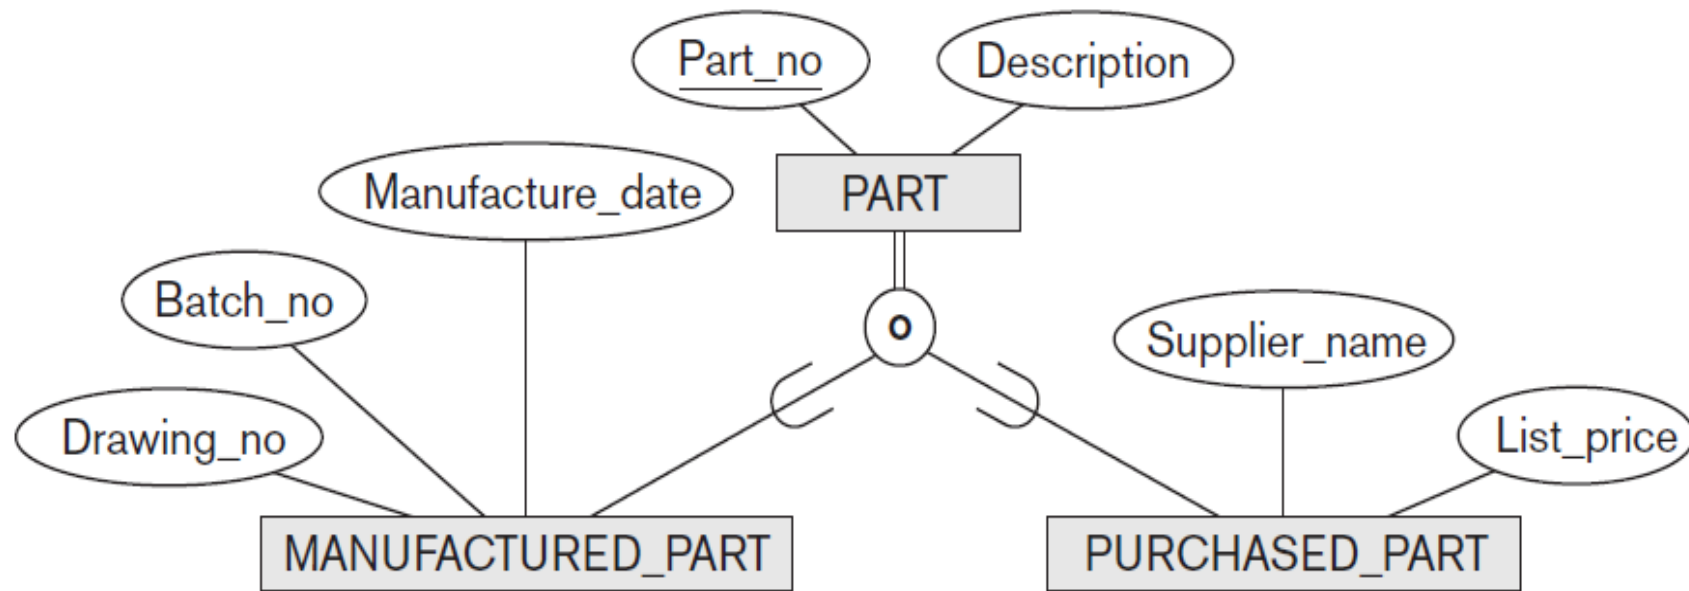 Part_no
Description
Manufacture_date
PART
Batch_no
o
Supplier_name
Drawing_no
List_price
MANUFACTURED_PART
PURCHASED_PART